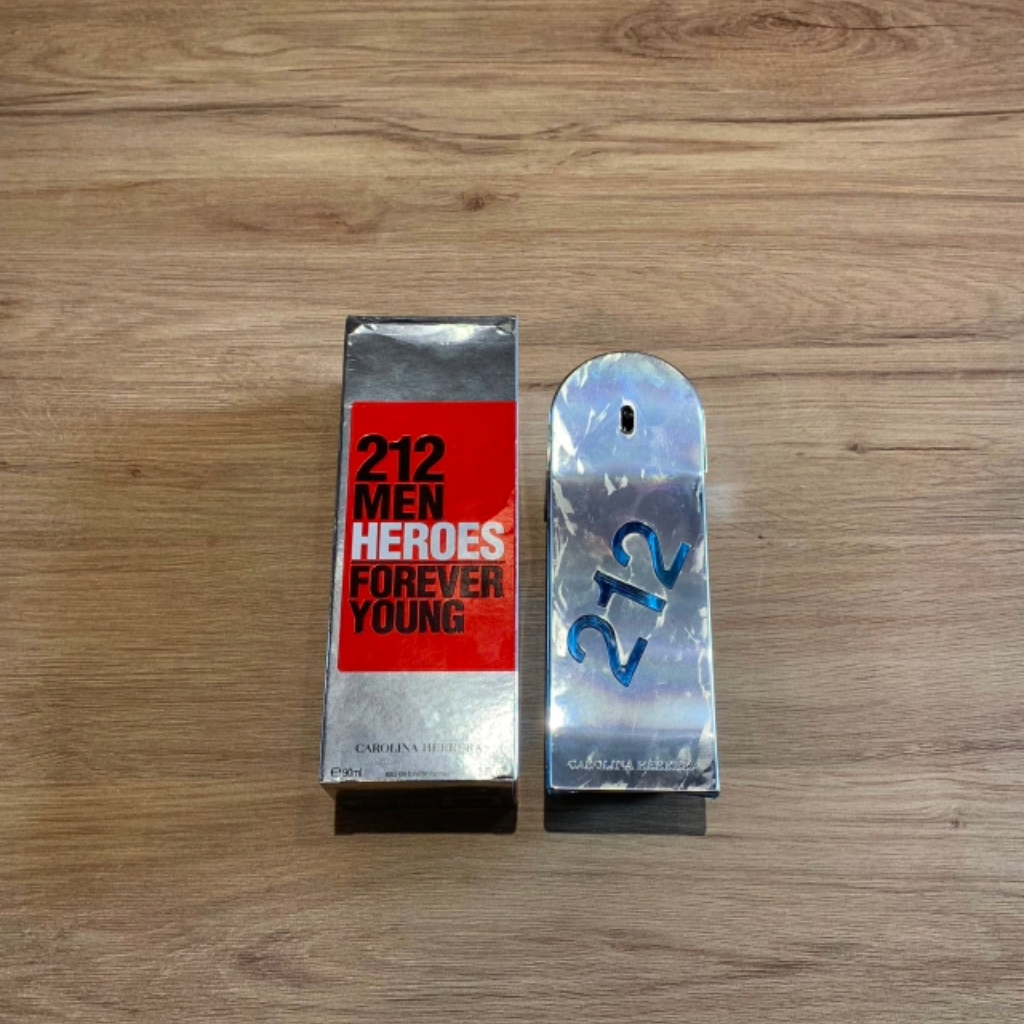 212
MEN
HEROES
FOREVER
YOUNG
CAROLINA HERRERA
℮90ml
212
CAROLINA HERRERA